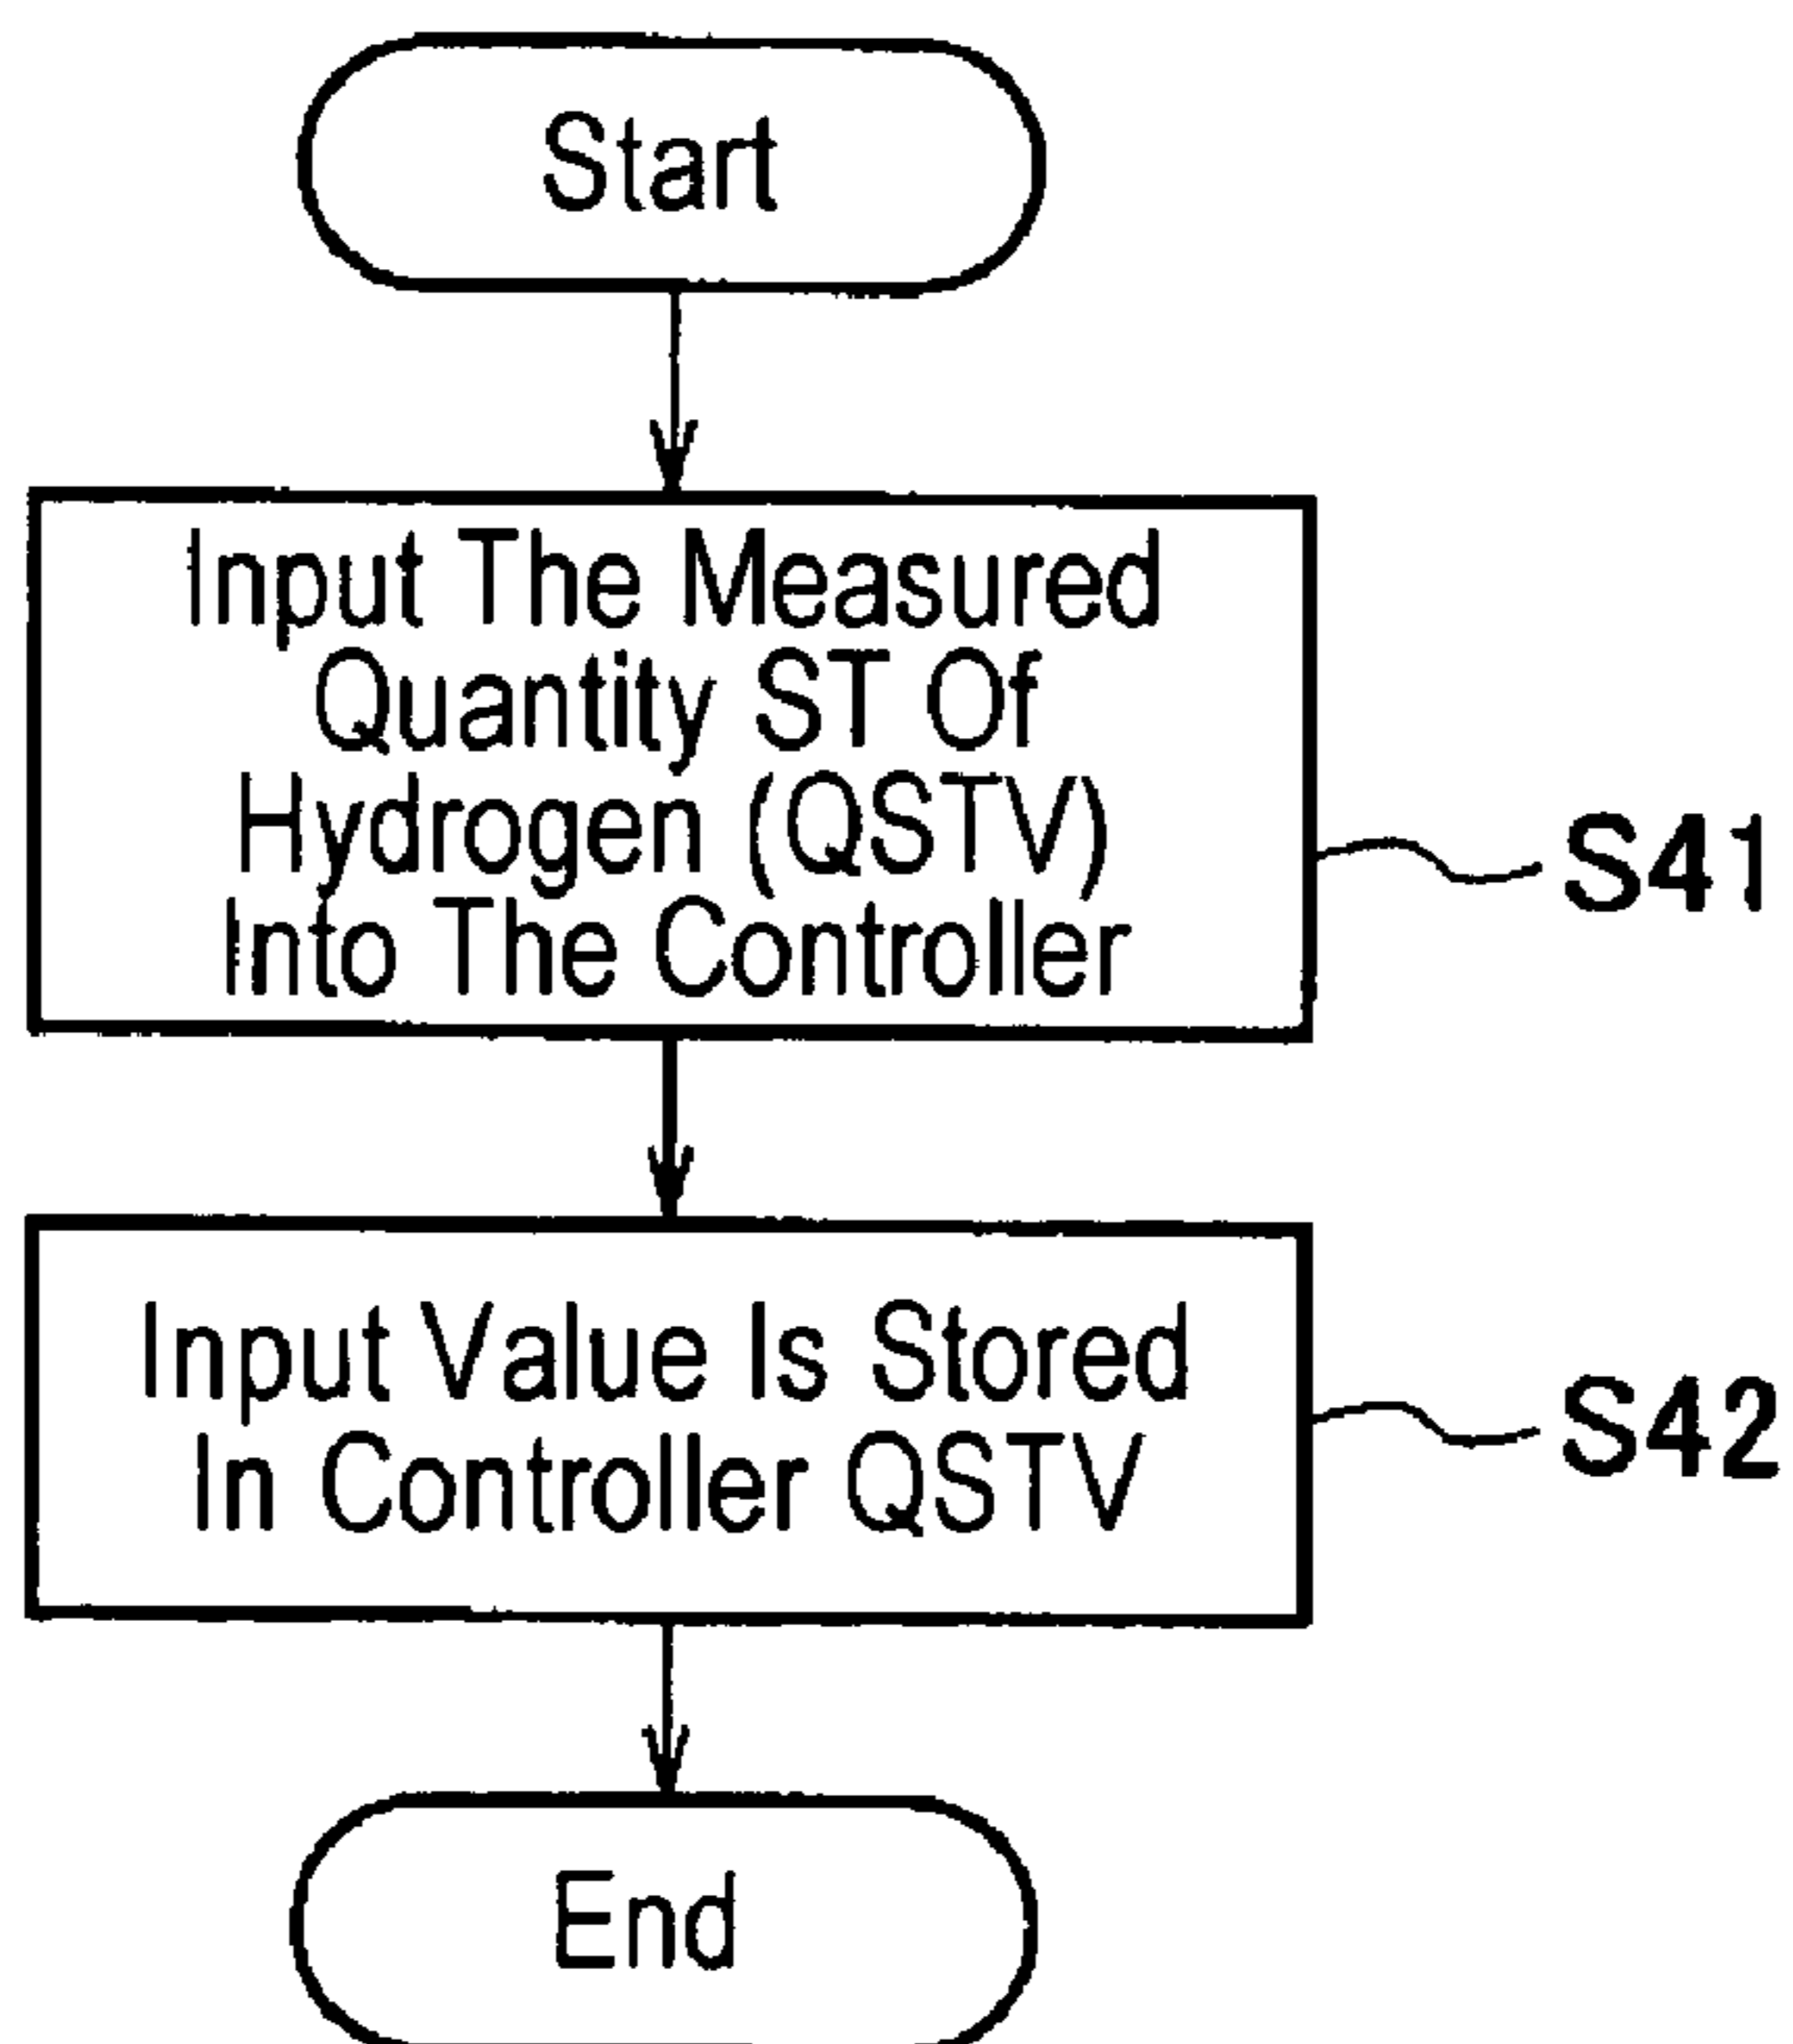 Start
Input The Measured
Quantity ST Of
Hydrogen (QSTV)
Into The Controller
S41
Input Value Is Stored
In Controller QSTV
S42
End